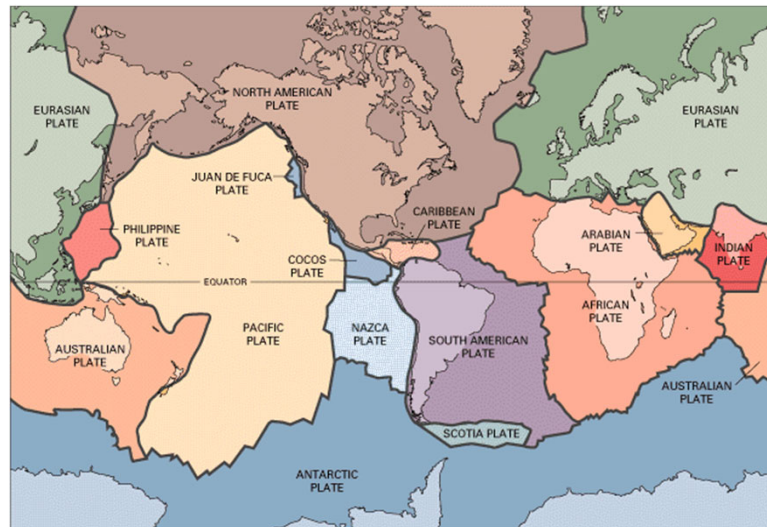 NORTH AMERICAN
PLATE
EURASIAN
PLATE
EURASIAN
PLATE
JUAN DE FUCA
PLATE
CARIBBEAN
PLATE
PHILIPPINE
PLATE
ARABIAN
PLATE
INDIAN
PLATE
COCOS
PLATE
EQUATOR
AFRICAN
PLATE
PACIFIC
PLATE
NAZCA
PLATE
SOUTH AMERICAN
PLATE
AUSTRALIAN
PLATE
AUSTRALIAN
PLATE
SCOTIA PLATE
ANTARCTIC
PLATE